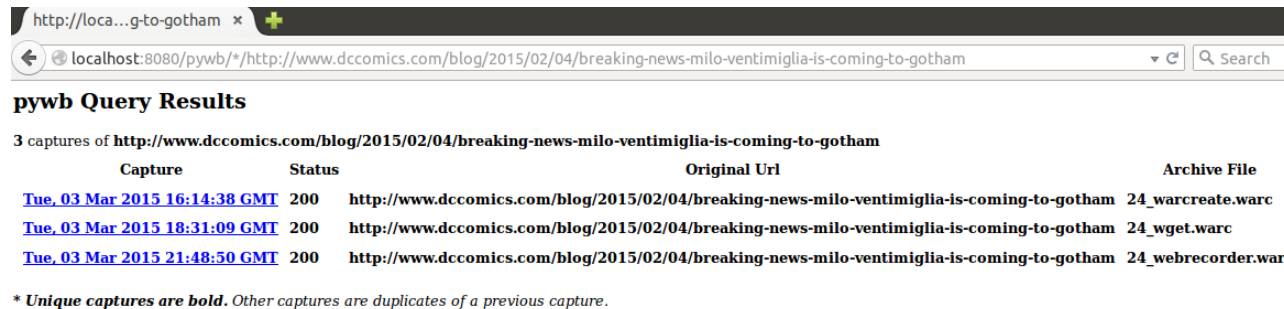 http://loca...g-to-gotham
localhost:8080/pywb/*/http://www.dccomics.com/blog/2015/02/04/breaking-news-milo-ventimiglia-is-coming-to-gotham Search
pywb Query Results
3 captures of http://www.dccomics.com/blog/2015/02/04/breaking-news-milo-ventimiglia-is-coming-to-gotham
Capture Status Original Url Archive File
Tue, 03 Mar 2015 16:14:38 GMT 200 http://www.dccomics.com/blog/2015/02/04/breaking-news-milo-ventimiglia-is-coming-to-gotham 24_warcreate.warc
Tue, 03 Mar 2015 18:31:09 GMT 200 http://www.dccomics.com/blog/2015/02/04/breaking-news-milo-ventimiglia-is-coming-to-gotham 24_wget.warc
Tue, 03 Mar 2015 21:48:50 GMT 200 http://www.dccomics.com/blog/2015/02/04/breaking-news-milo-ventimiglia-is-coming-to-gotham 24_webrecorder.war
* Unique captures are bold. Other captures are duplicates of a previous capture.